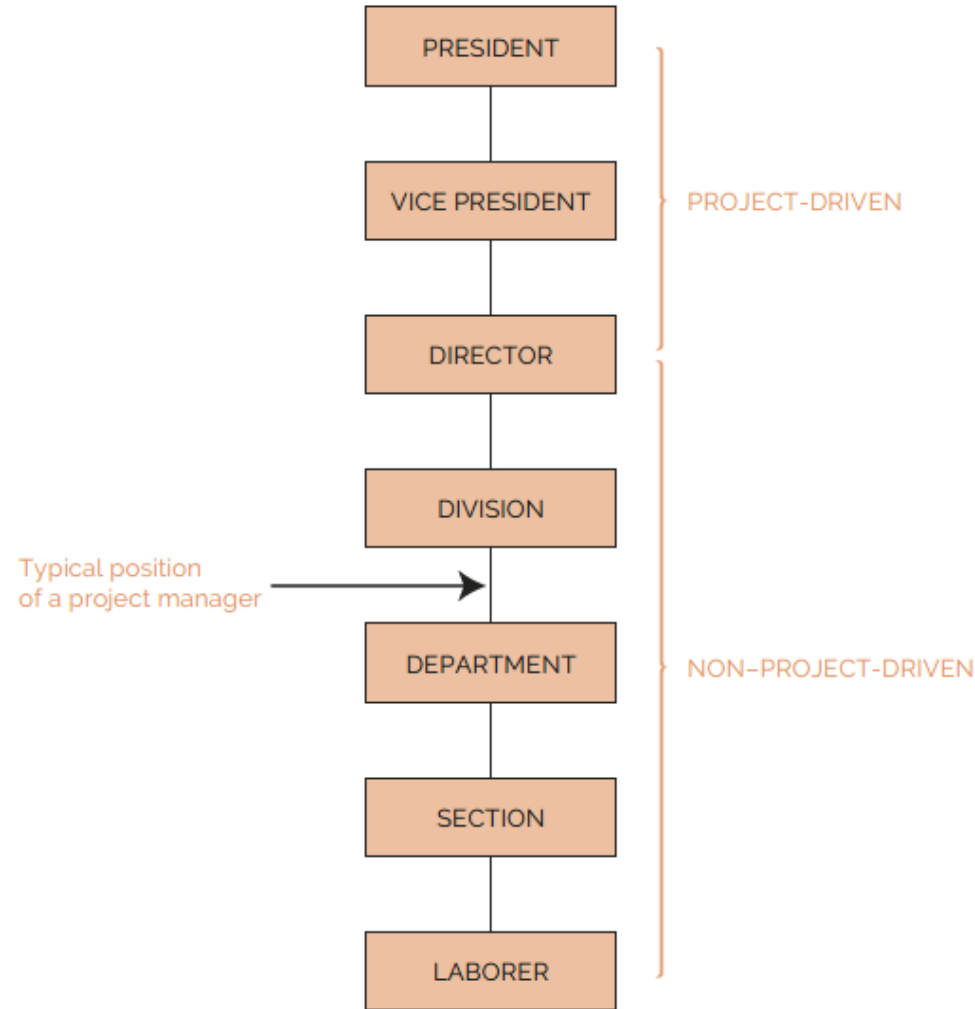 PRESIDENT
VICE PRESIDENT
PROJECT-DRIVEN
DIRECTOR
DIVISION
Typical position
of a project manager
DEPARTMENT
NON–PROJECT-DRIVEN
SECTION
LABORER